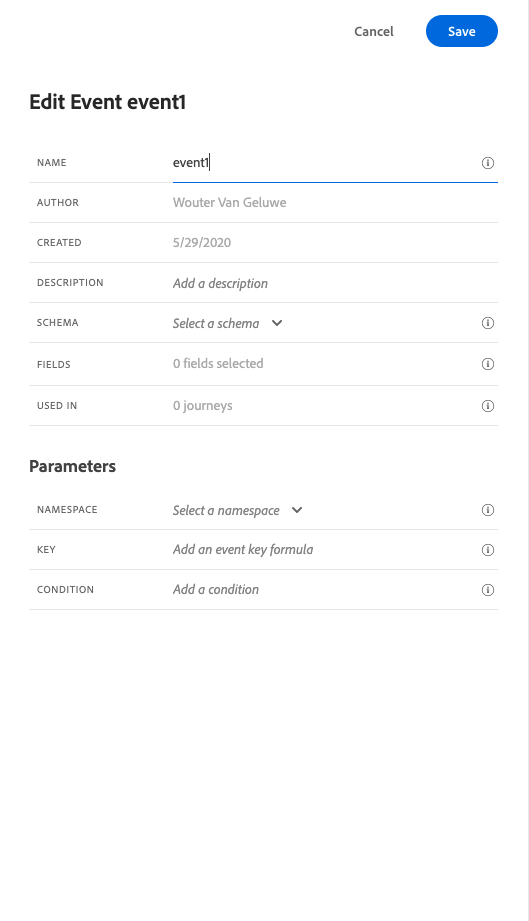 Cancel Save
Edit Event event1
NAME event1
AUTHOR Wouter Van Geluwe
CREATED 5/29/2020
DESCRIPTION Add a description
SCHEMA Select a schema
FIELDS 0 fields selected
USED IN 0 journeys
Parameters
NAMESPACE Select a namespace
KEY Add an event key formula
CONDITION Add a condition